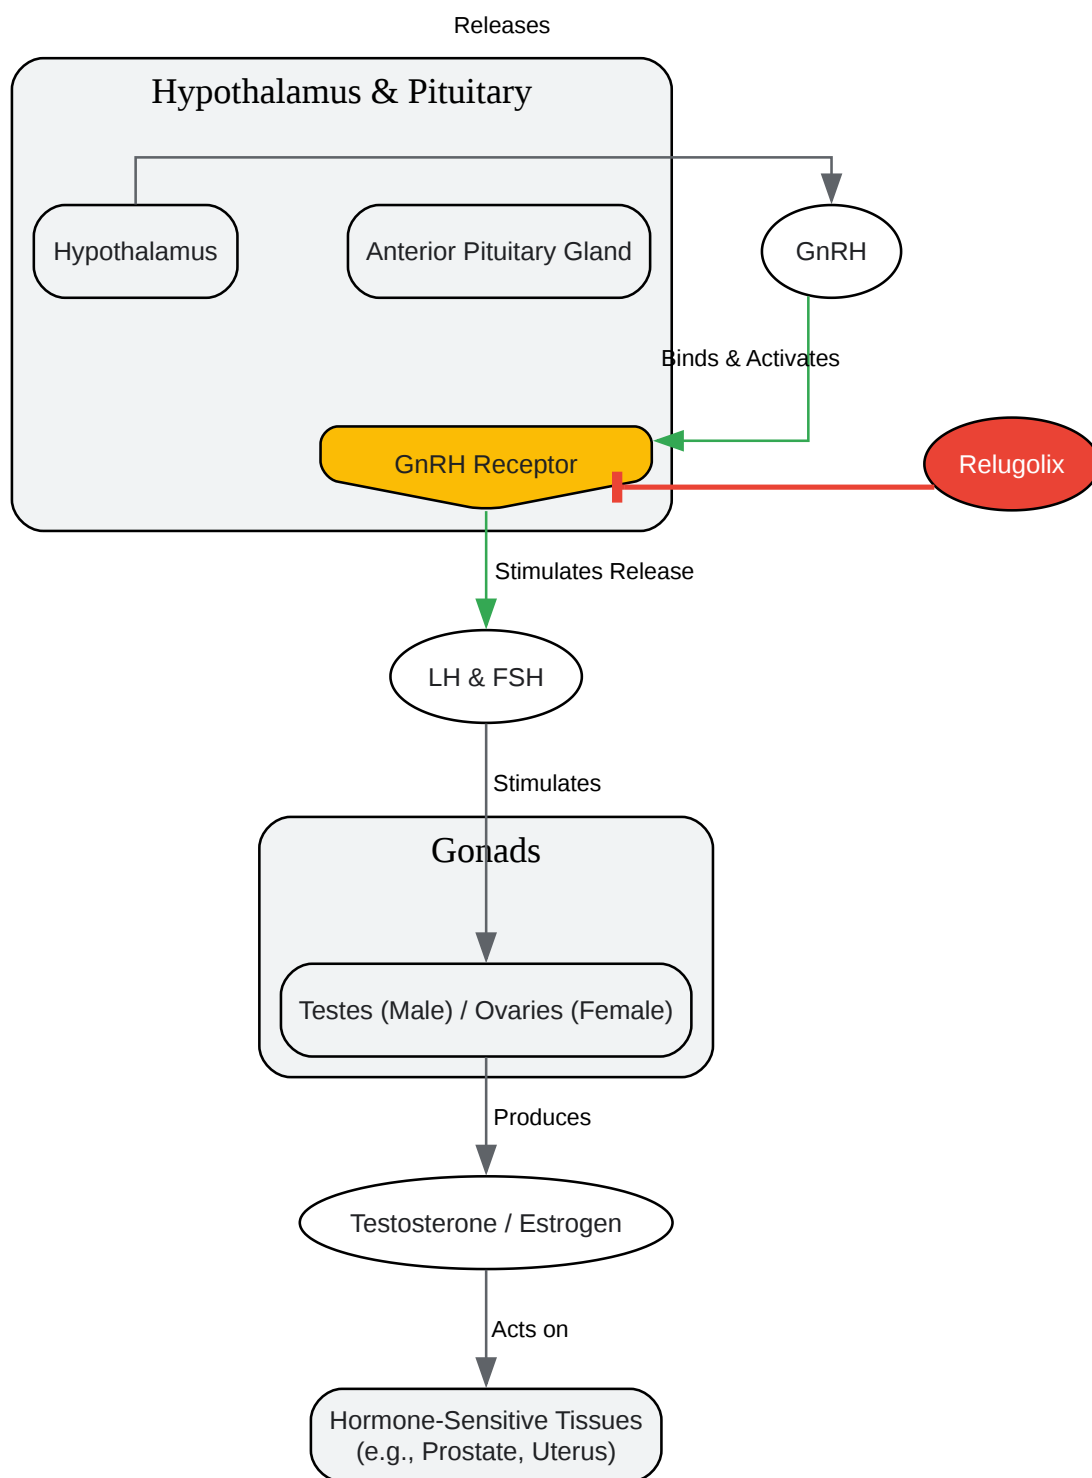 Releases
Hypothalamus & Pituitary
Hypothalamus
Anterior Pituitary Gland
GnRH
Binds & Activates
GnRH Receptor
Relugolix
Stimulates Release
LH & FSH
Stimulates
Gonads
Testes (Male) / Ovaries (Female)
Produces
Testosterone / Estrogen
Acts on
Hormone-Sensitive Tissues
(e.g., Prostate, Uterus)